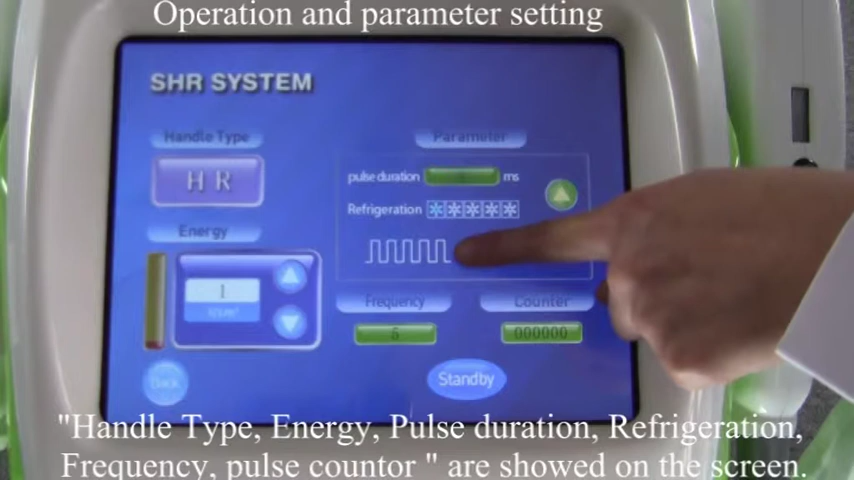 Operation and parameter setting
SHR SYSTEM
Handle Type
Parameter
H R
pulse duration ms
Refrigeration
Energy
1
Frequency
Counter
000000
Back
Standby
"Handle Type, Energy, Pulse duration, Refrigeration,
Frequency, pulse countor " are showed on the screen.